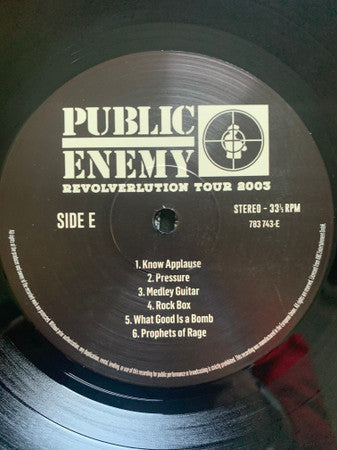 PUBLIC
ENEMY
REVOLVERLUTION TOUR 2003
SIDE E
STEREO - 33⅓ RPM
783 743-E
1. Know Applause
2. Pressure
3. Medley Guitar
4. Rock Box
5. What Good Is a Bomb
6. Prophets of Rage